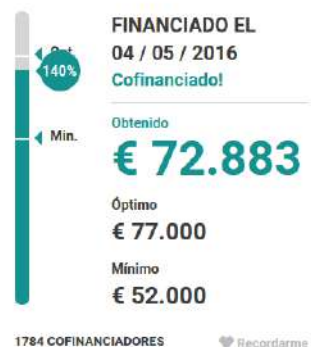 FINANCIADO EL
04 / 05 / 2016
Cofinanciado!
140%
Min.
Obtenido
€ 72.883
Óptimo
€ 77.000
Mínimo
€ 52.000
1784 COFINANCIADORES
Recordarme